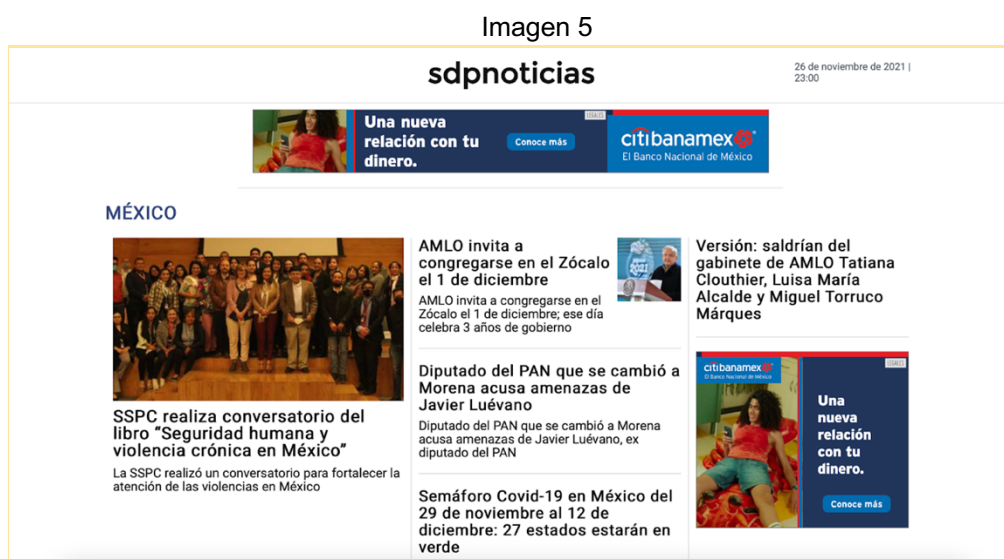 Imagen 5
sdpnoticias
26 de noviembre de 2021 |
23:00
Una nueva
relación con tu
dinero.
Conoce más
LEGALES
citibanamex
El Banco Nacional de México
MÉXICO
SSPC realiza conversatorio del
libro “Seguridad humana y
violencia crónica en México”
La SSPC realizó un conversatorio para fortalecer la
atención de las violencias en México
AMLO invita a
congregarse en el Zócalo
el 1 de diciembre
AMLO invita a congregarse en el
Zócalo el 1 de diciembre; ese día
celebra 3 años de gobierno
2021
Diputado del PAN que se cambió a
Morena acusa amenazas de
Javier Luévano
Diputado del PAN que se cambió a Morena
acusa amenazas de Javier Luévano, ex
diputado del PAN
Semáforo Covid-19 en México del
29 de noviembre al 12 de
diciembre: 27 estados estarán en
verde
Versión: saldrían del
gabinete de AMLO Tatiana
Clouthier, Luisa María
Alcalde y Miguel Torruco
Márques
citibanamex
El Banco Nacional de México
LEGALES
Una
nueva
relación
con tu
dinero.
Conoce más